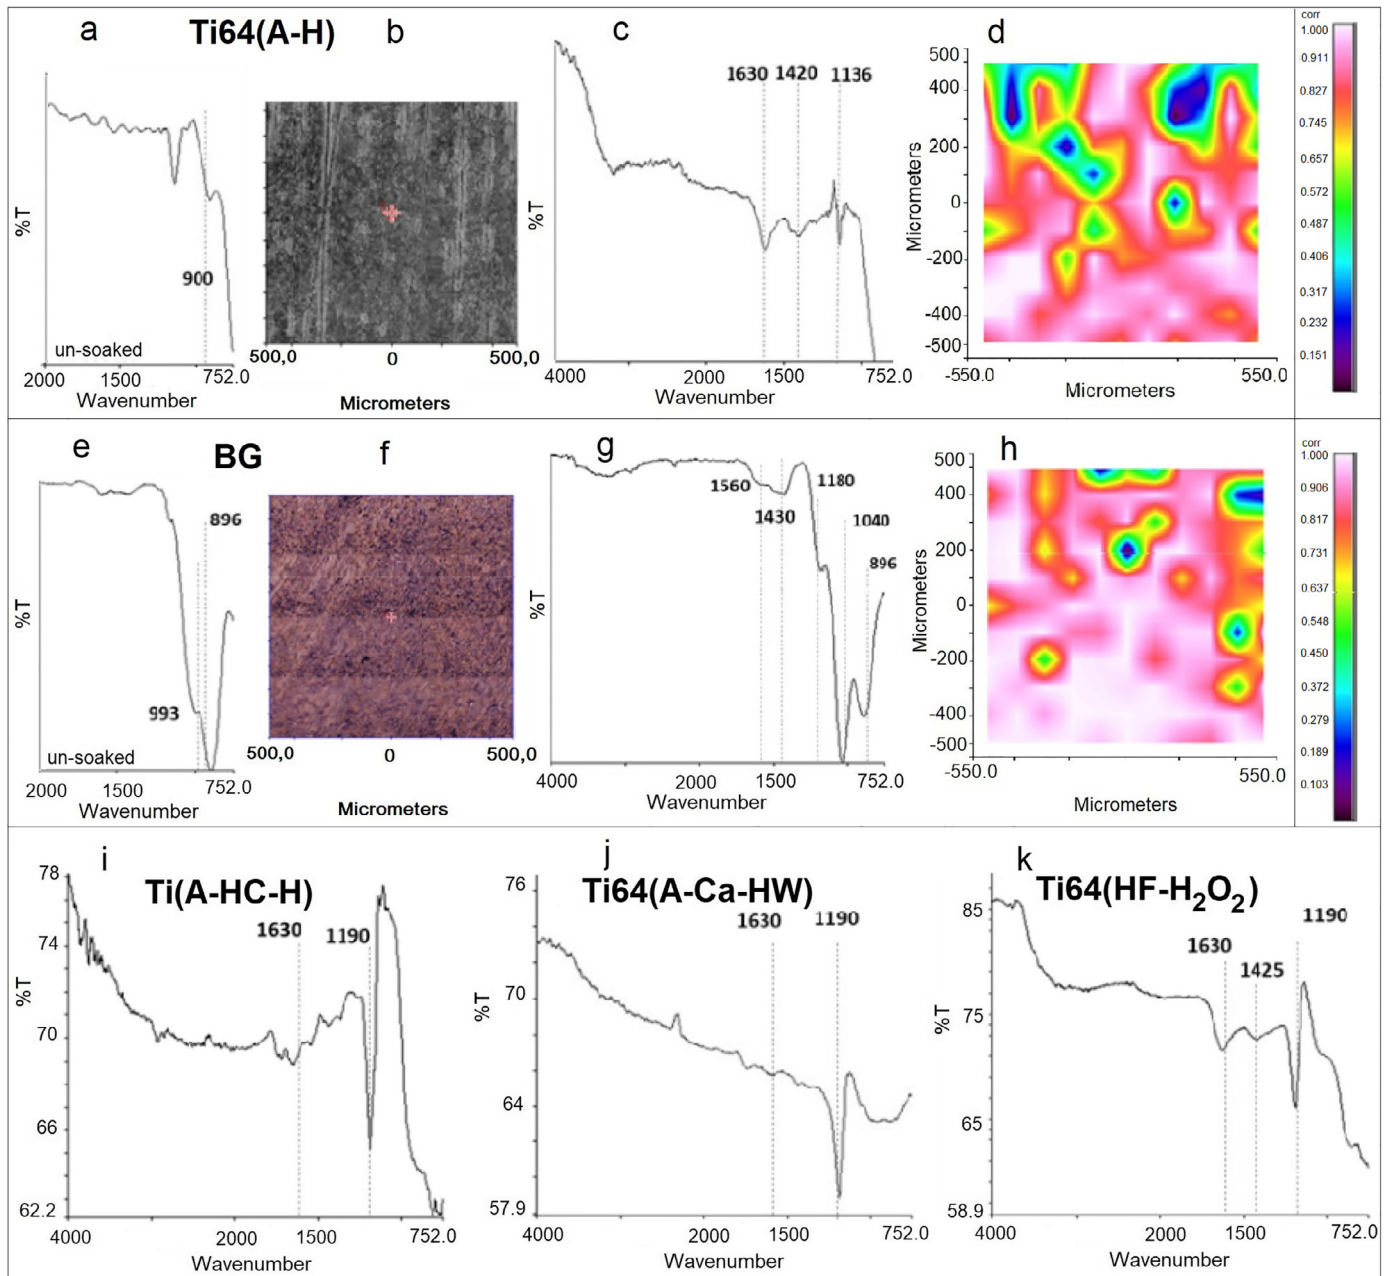 a
Ti64(A-H)
b
c
d
%T
900
un-soaked
2000 1500 752.0
Wavenumber
500,0 0 500,0
Micrometers
%T
1630 1420 1136
4000 2000 1500 752.0
Wavenumber
Micrometers
500
400
200
0
-200
-400
-500
-550.0 550.0
Micrometers
corr
1.000
0.911
0.827
0.745
0.657
0.572
0.487
0.406
0.317
0.232
0.151
e
BG
f
g
h
%T
896
993
un-soaked
2000 1500 752.0
Wavenumber
500,0 0 500,0
Micrometers
%T
1560
1430
1180
1040
896
4000 2000 1500 752.0
Wavenumber
Micrometers
500
400
200
0
-200
-400
-500
-550.0 550.0
Micrometers
corr
1.000
0.906
0.819
0.731
0.637
0.548
0.450
0.372
0.279
0.189
0.103
i
Ti(A-HC-H)
1630
1190
%T
78
74
70
66
62.2
4000 2000 1500 752.0
Wavenumber
j
Ti64(A-Ca-HW)
1630 1190
%T
76
70
64
57.9
4000 2000 1500 752.0
Wavenumber
k
Ti64(HF-H₂O₂)
1190
1630
1425
%T
85
75
65
58.9
4000 2000 1500 752.0
Wavenumber